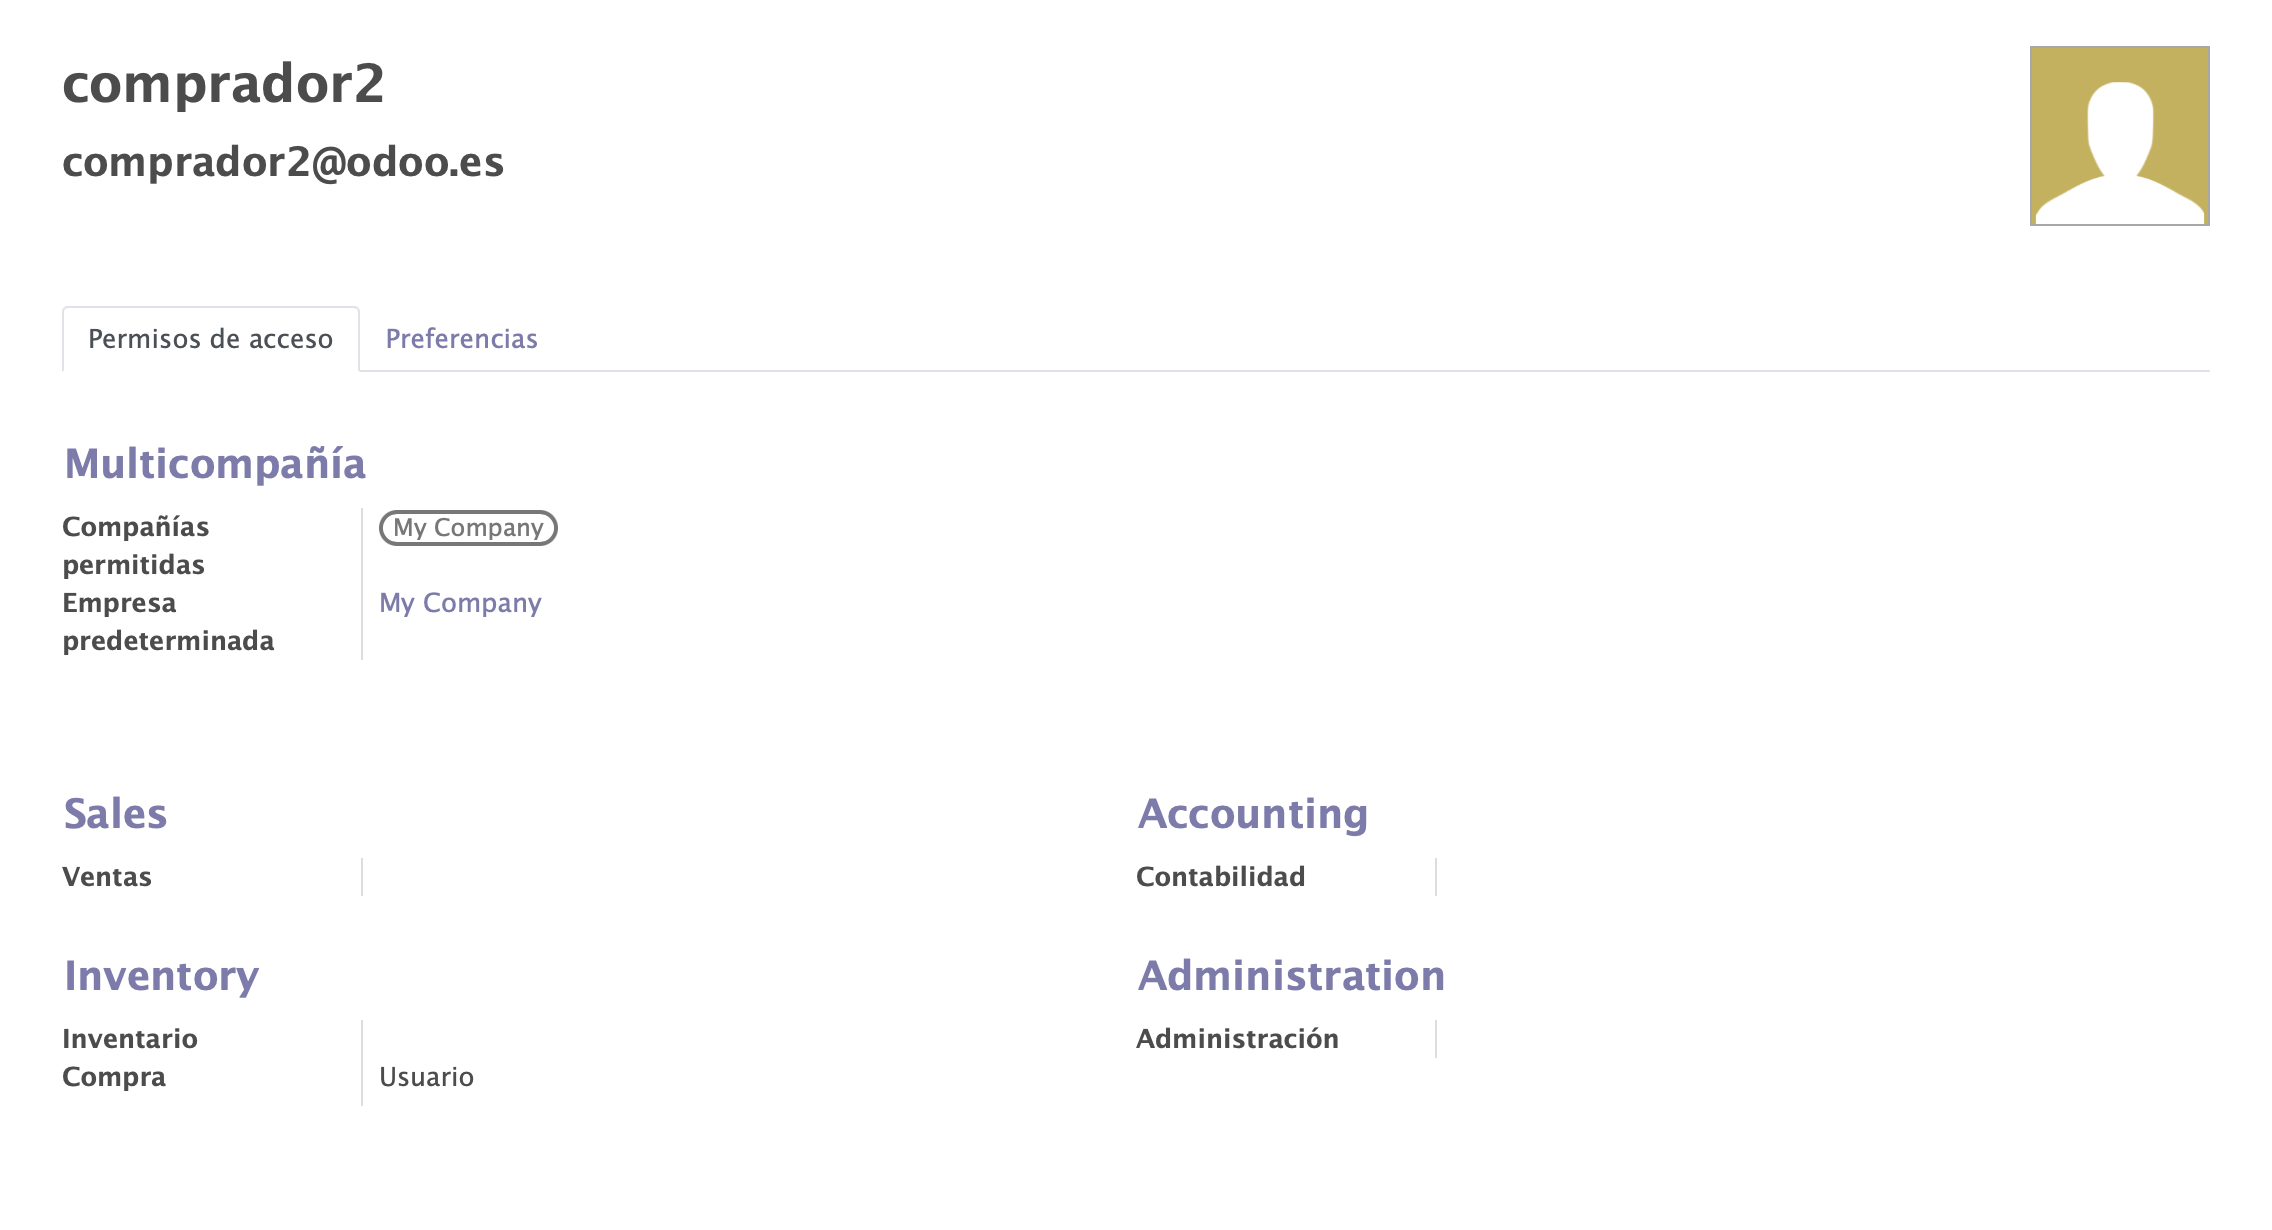 comprador2
comprador2@odoo.es
Permisos de acceso
Preferencias
Multicompañía
Compañías permitidas
My Company
Empresa predeterminada
My Company
Sales
Ventas
Accounting
Contabilidad
Inventory
Inventario
Compra
Usuario
Administration
Administración